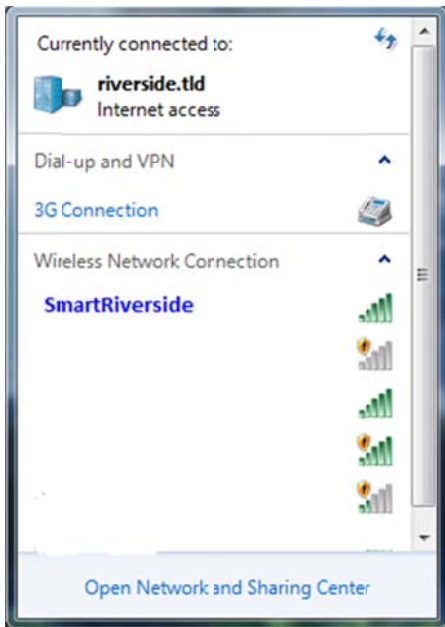 Currently connected to:
riverside.tld
Internet access
Dial-up and VPN
3G Connection
Wireless Network Connection
SmartRiverside
Open Network and Sharing Center